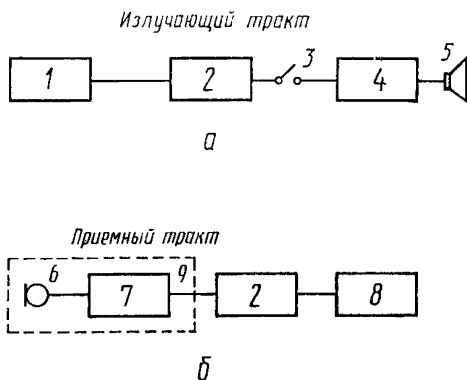 Излучающий тракт
1 2 3 4 5
а
Приемный тракт
6 7 9 2 8
б